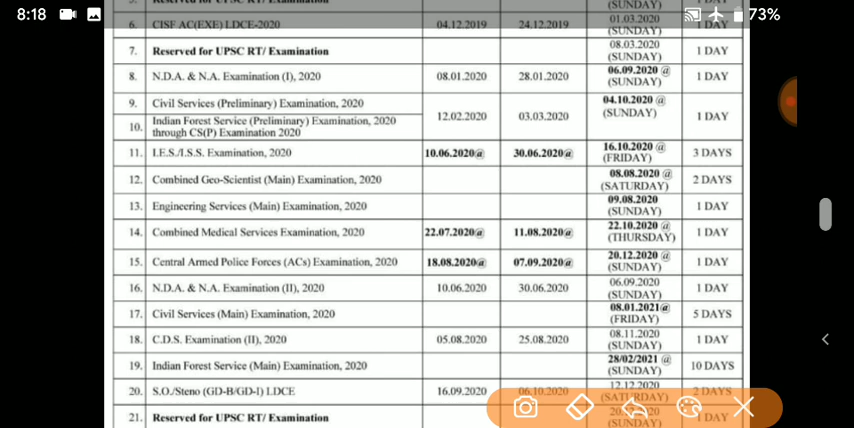 8:18 73%
5. Reserved for UPSC RT/ Examination (SUNDAY) 1 DAY
6. CISF AC(EXE) LDCE-2020 04.12.2019 24.12.2019 01.03.2020 (SUNDAY) 1 DAY
7. Reserved for UPSC RT/ Examination 08.03.2020 (SUNDAY) 1 DAY
8. N.D.A. & N.A. Examination (I), 2020 08.01.2020 28.01.2020 06.09.2020 @ (SUNDAY) 1 DAY
9. Civil Services (Preliminary) Examination, 2020 12.02.2020 03.03.2020 04.10.2020 @ (SUNDAY) 1 DAY
10. Indian Forest Service (Preliminary) Examination, 2020 through CS(P) Examination 2020
11. I.E.S./I.S.S. Examination, 2020 10.06.2020@ 30.06.2020@ 16.10.2020 @ (FRIDAY) 3 DAYS
12. Combined Geo-Scientist (Main) Examination, 2020 08.08.2020 @ (SATURDAY) 2 DAYS
13. Engineering Services (Main) Examination, 2020 09.08.2020 (SUNDAY) 1 DAY
14. Combined Medical Services Examination, 2020 22.07.2020@ 11.08.2020@ 22.10.2020 @ (THURSDAY) 1 DAY
15. Central Armed Police Forces (ACs) Examination, 2020 18.08.2020@ 07.09.2020@ 20.12.2020 @ (SUNDAY) 1 DAY
16. N.D.A. & N.A. Examination (II), 2020 10.06.2020 30.06.2020 06.09.2020 (SUNDAY) 1 DAY
17. Civil Services (Main) Examination, 2020 08.01.2021@ (FRIDAY) 5 DAYS
18. C.D.S. Examination (II), 2020 05.08.2020 25.08.2020 08.11.2020 (SUNDAY) 1 DAY
19. Indian Forest Service (Main) Examination, 2020 28/02/2021 @ (SUNDAY) 10 DAYS
20. S.O./Steno (GD-B/GD-I) LDCE 16.09.2020 06.10.2020 12.12.2020 (SATURDAY) 2 DAYS
21. Reserved for UPSC RT/ Examination (SUNDAY) 1 DAY